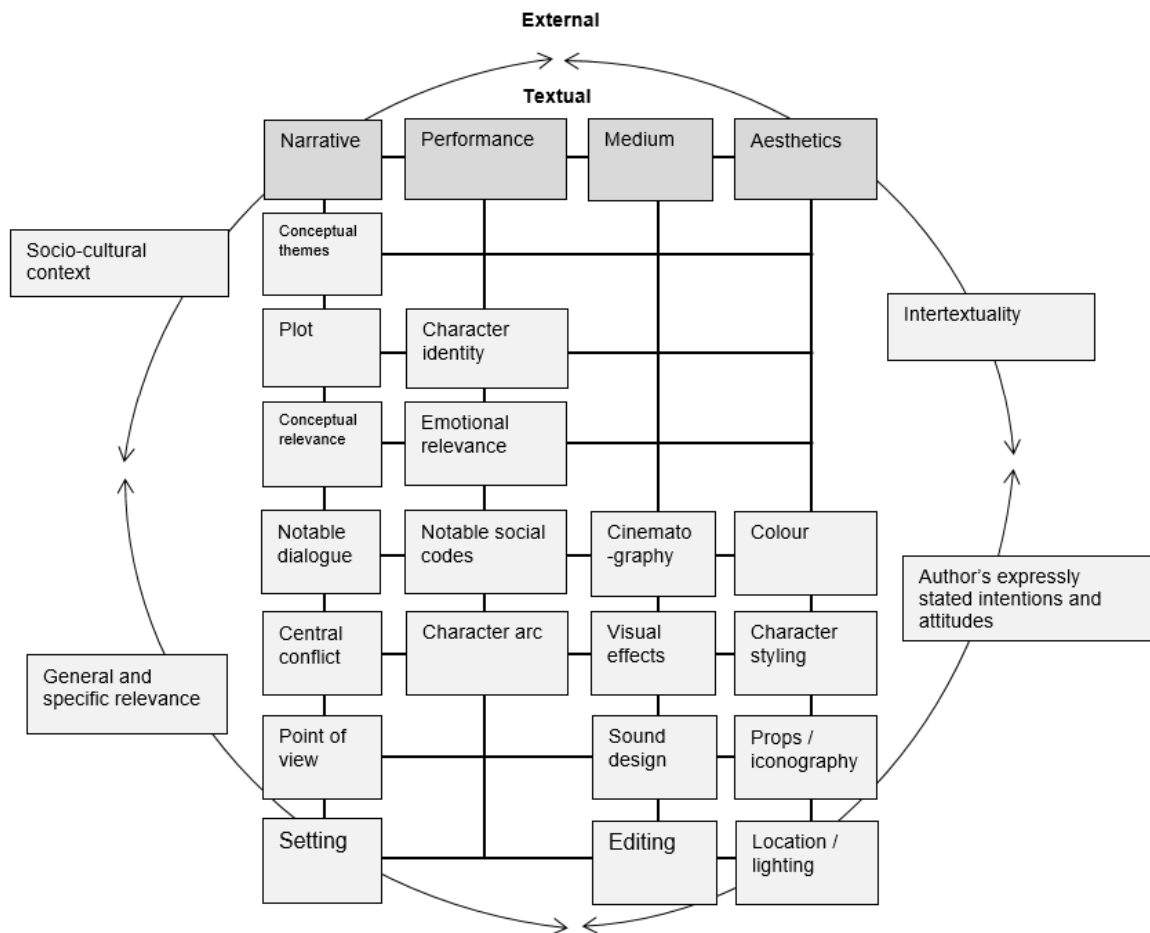 External
Textual
Narrative
Performance
Medium
Aesthetics
Conceptual
themes
Socio-cultural
context
Plot
Character
identity
Intertextuality
Conceptual
relevance
Emotional
relevance
Notable
dialogue
Notable social
codes
Cinemato
-graphy
Colour
Author's expressly
stated intentions and
attitudes
Central
conflict
Character arc
Visual
effects
Character
styling
General and
specific relevance
Point of
view
Sound
design
Props /
iconography
Setting
Editing
Location /
lighting